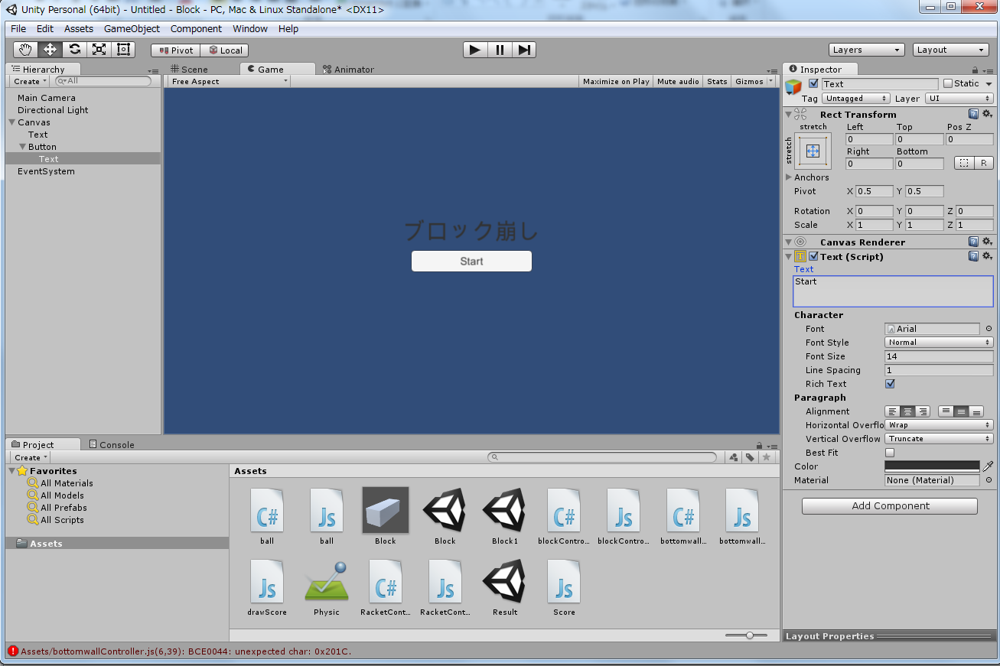 Unity Personal (64bit) - Untitled - Block - PC, Mac & Linux Standalone* <DX11>
File Edit Assets GameObject Component Window Help
Pivot Local Layers Layout
Hierarchy
Create All
Main Camera
Directional Light
Canvas
Text
Button
Text
EventSystem
Scene Game Animator
Free Aspect Maximize on Play Mute audio Stats Gizmos
ブロック崩し
Start
Inspector
Text Static
Tag Untagged Layer UI
Rect Transform
stretch Left Top Pos Z
stretch
0 0 0
Right Bottom
0 0 R
Anchors
Pivot X 0.5 Y 0.5
Rotation X 0 Y 0 Z 0
Scale X 1 Y 1 Z 1
Canvas Renderer
Text (Script)
Text
Start
Character
Font Arial
Font Style Normal
Font Size 14
Line Spacing 1
Rich Text
Paragraph
Alignment
Horizontal Overflo Wrap
Vertical Overflow Truncate
Best Fit
Color
Material None (Material)
Add Component
Layout Properties
Project Console
Create
Favorites
All Materials
All Models
All Prefabs
All Scripts
Assets
Assets
C# Js C# Js C# Js
ball ball Block Block Block1 blockContro... blockContro... bottomwall... bottomwall...
Js C# Js Js
drawScore Physic RacketCont... RacketCont... Result Score
Assets/bottomwallController.js(6,39): BCE0044: unexpected char: 0x201C.